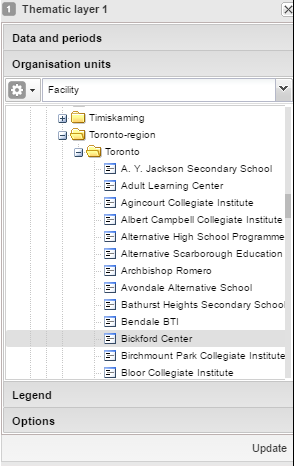 1 Thematic layer 1
Data and periods
Organisation units
Facility
Timiskaming
Toronto-region
Toronto
A. Y. Jackson Secondary School
Adult Learning Center
Agincourt Collegiate Institute
Albert Campbell Collegiate Institute
Alternative High School Programme
Alternative Scarborough Education
Archbishop Romero
Avondale Alternative School
Bathurst Heights Secondary School
Bendale BTI
Bickford Center
Birchmount Park Collegiate Institute
Bloor Collegiate Institute
Legend
Options
Update